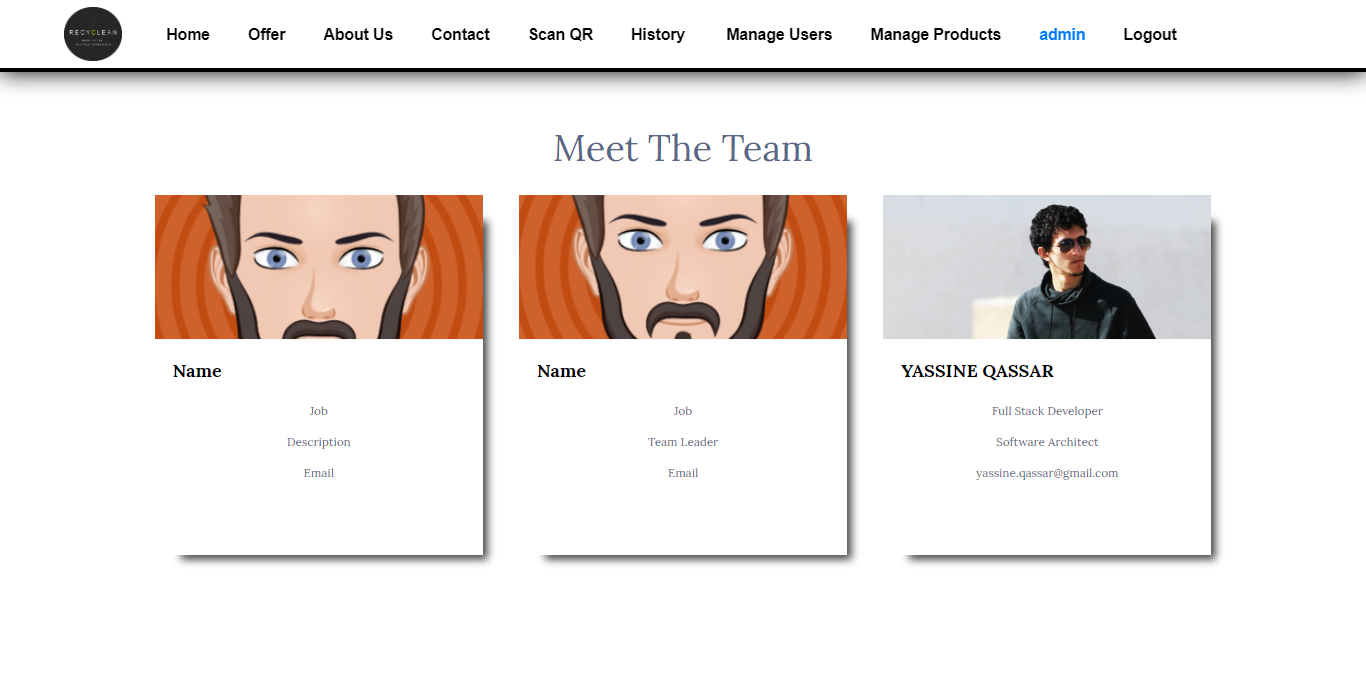 RECYCLEAN
Home Offer About Us Contact Scan QR History Manage Users Manage Products admin Logout
Meet The Team
Name
Job
Description
Email
Name
Job
Team Leader
Email
YASSINE QASSAR
Full Stack Developer
Software Architect
yassine.qassar@gmail.com